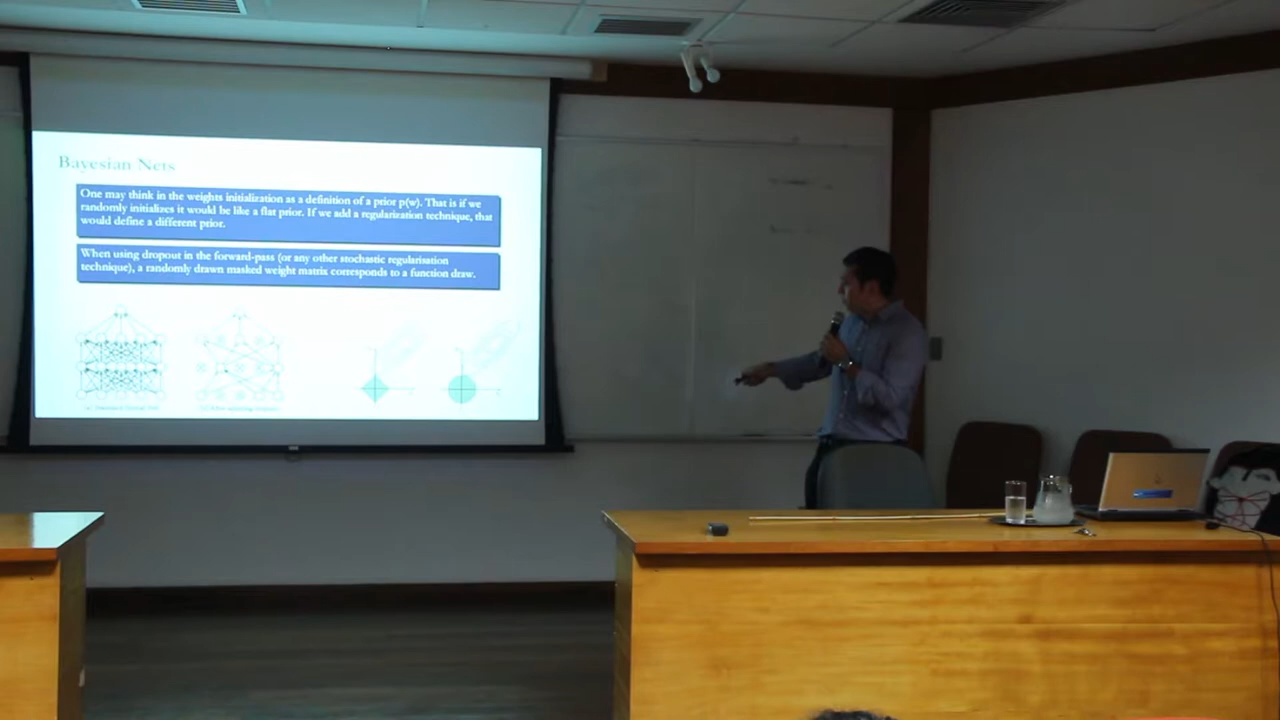 Bayesian Nets
One may think in the weights initialization as a definition of a prior p(w). That is if we
randomly initializes it would be like a flat prior. If we add a regularization technique, that
would define a different prior.
When using dropout in the forward-pass (or any other stochastic regularisation
technique), a randomly drawn masked weight matrix corresponds to a function draw.